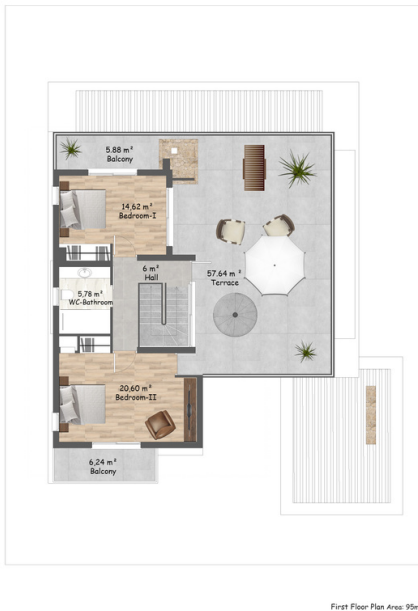 5.88 m²
Balcony
14,62 m²
Bedroom-I
6 m²
Hall
57.64 m²
Terrace
5,78 m²
WC-Bathroom
20,60 m²
Bedroom-II
6,24 m²
Balcony
First Floor Plan Area: 95m